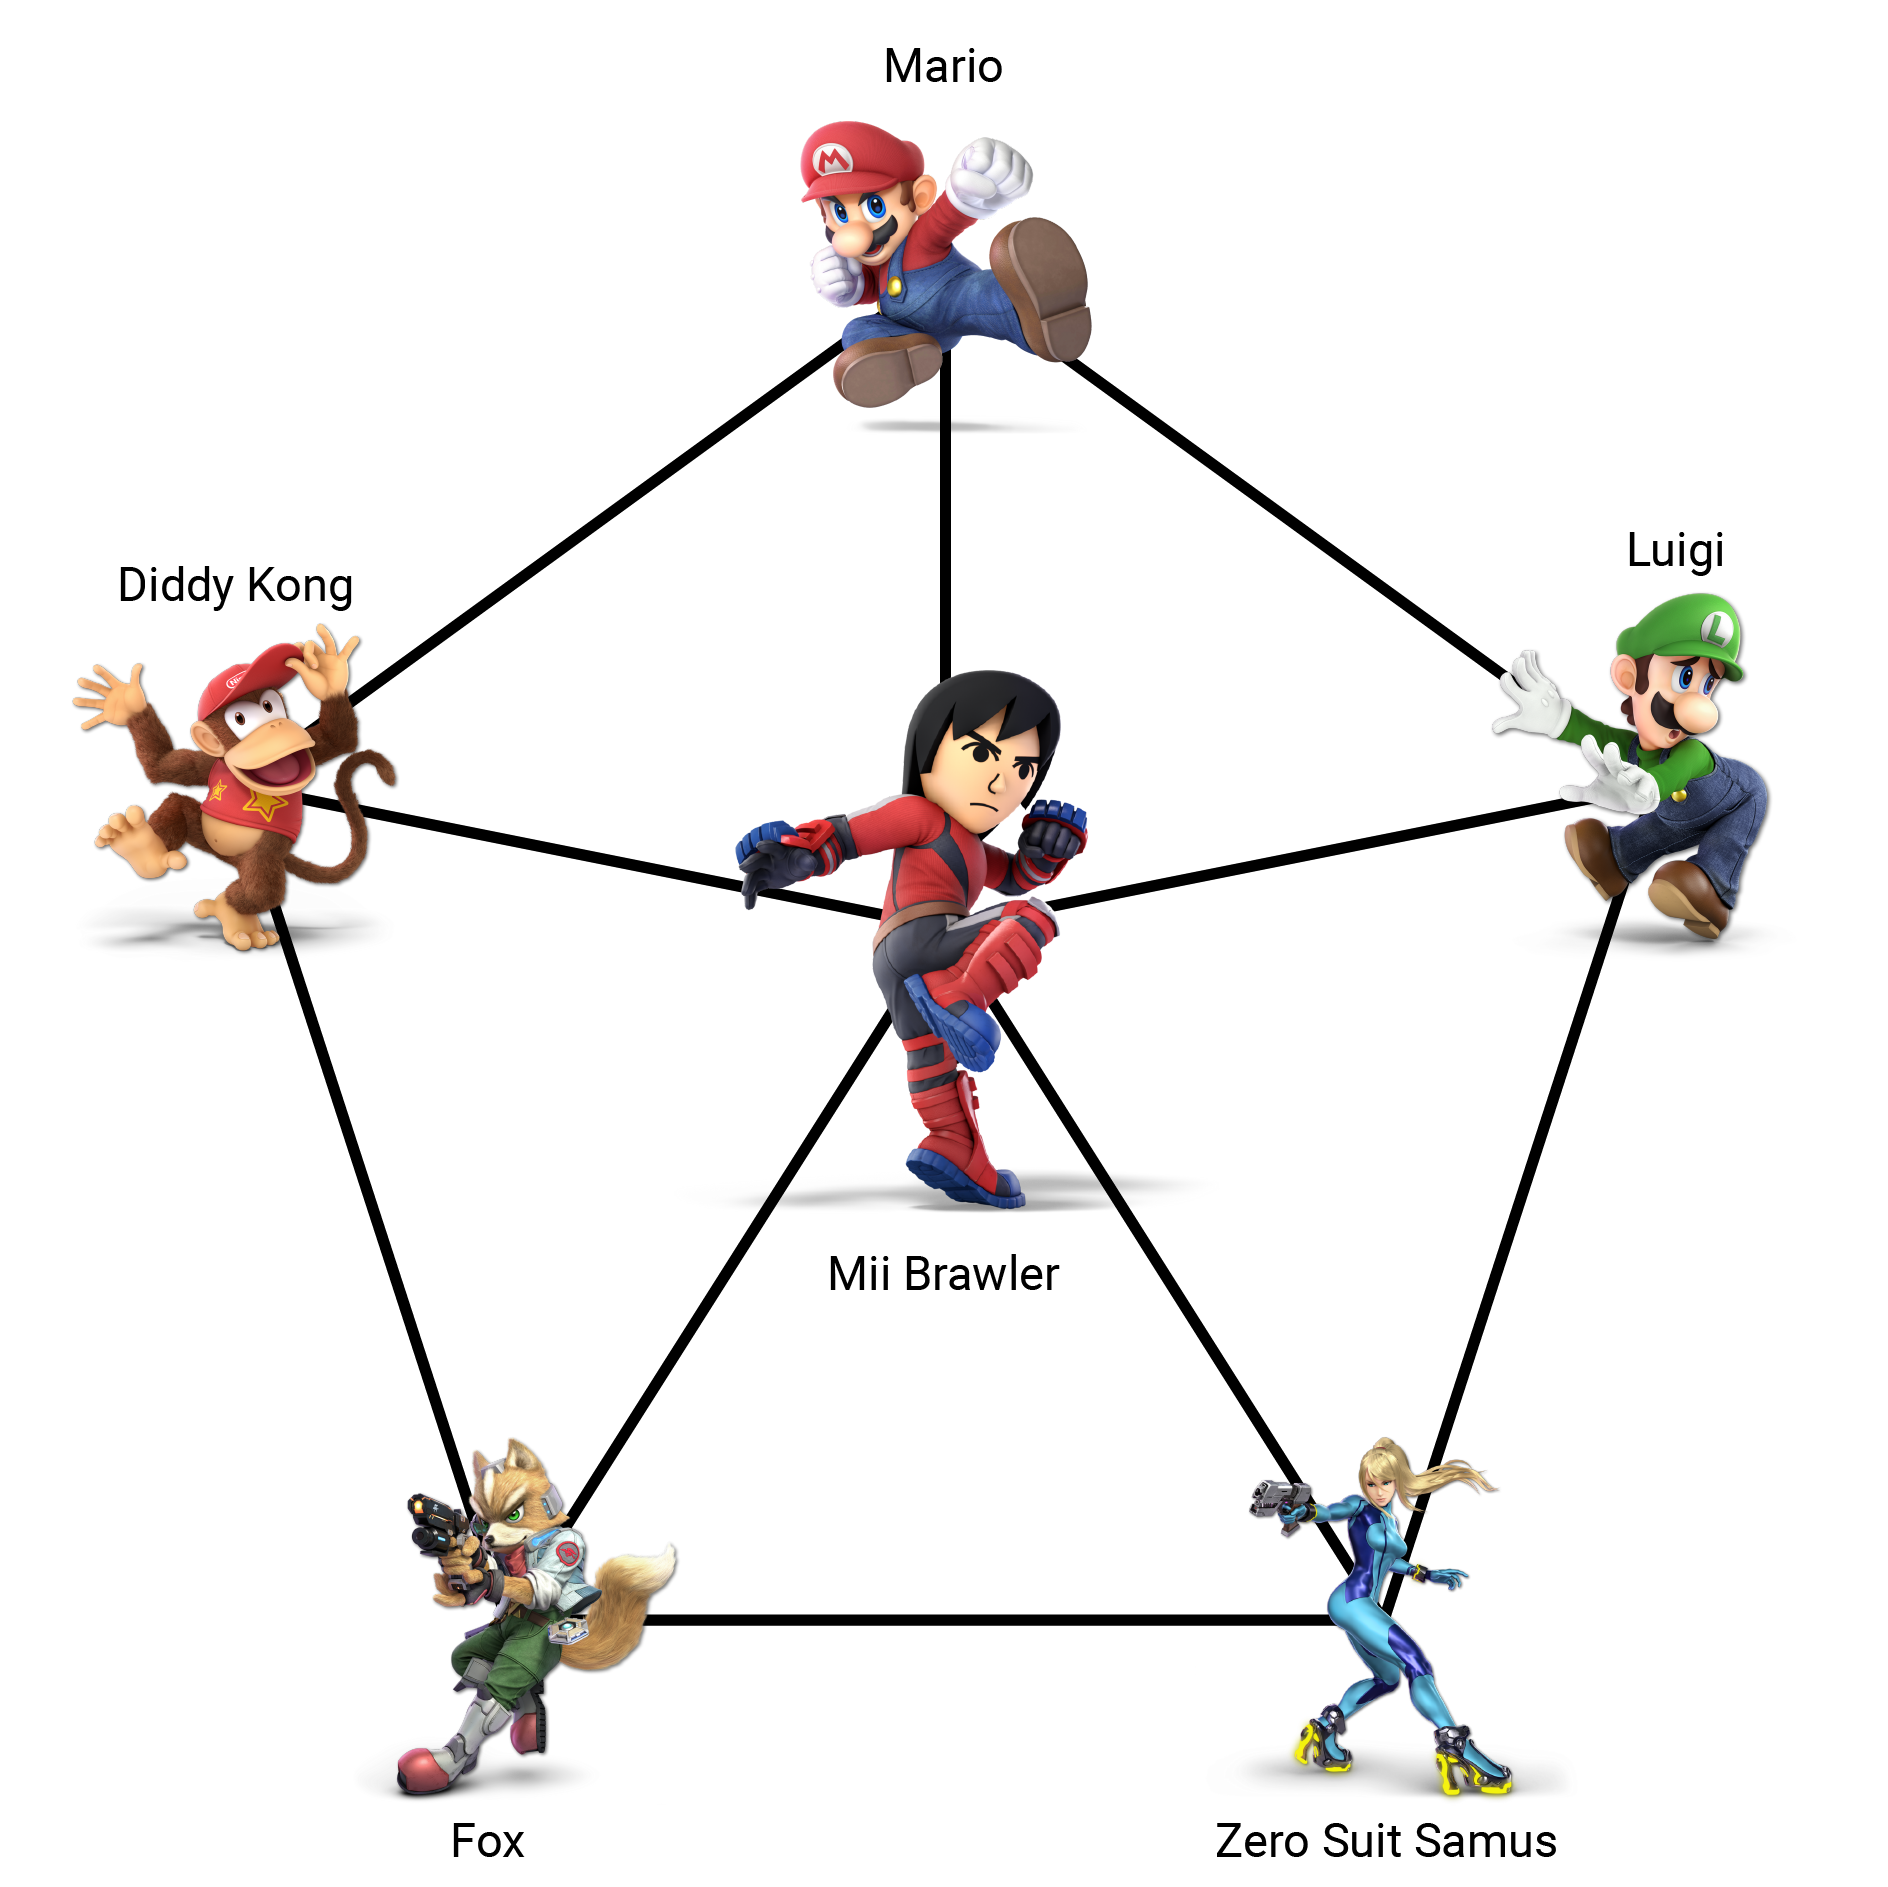 Mario
Luigi
Diddy Kong
Mii Brawler
Fox
Zero Suit Samus
M
L